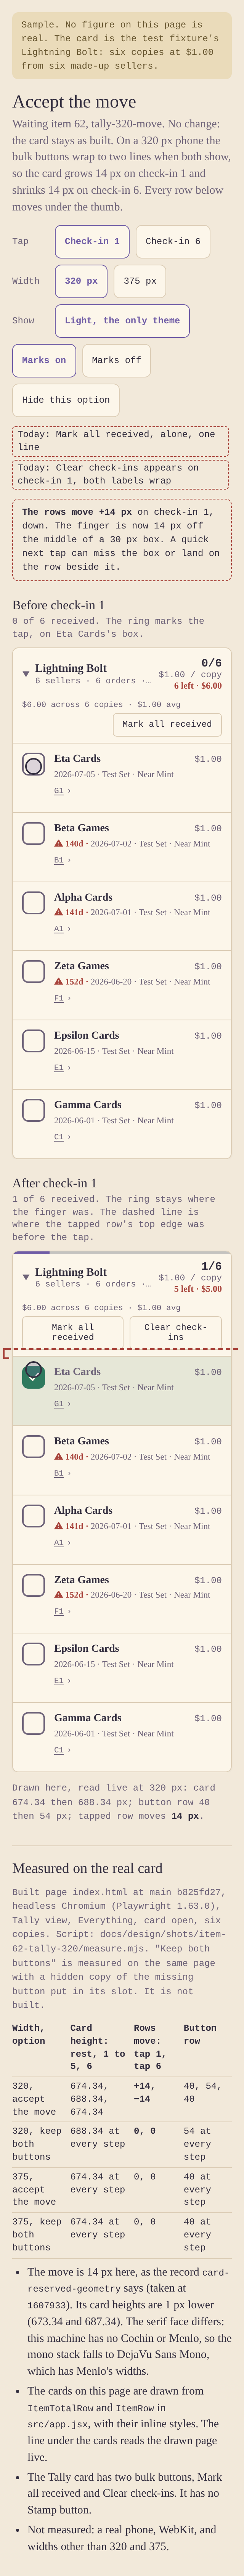 Sample. No figure on this page is
real. The card is the test fixture's
Lightning Bolt: six copies at $1.00
from six made-up sellers.
Accept the move
Waiting item 62, tally-320-move. No change:
the card stays as built. On a 320 px phone the
bulk buttons wrap to two lines when both show,
so the card grows 14 px on check-in 1 and
shrinks 14 px on check-in 6. Every row below
moves under the thumb.
Tap
Check-in 1
Check-in 6
Width
320 px
375 px
Show
Light, the only theme
Marks on
Marks off
Hide this option
Today: Mark all received, alone, one
line
Today: Clear check-ins appears on
check-in 1, both labels wrap
The rows move +14 px on check-in 1,
down. The finger is now 14 px off
the middle of a 30 px box. A quick
next tap can miss the box or land on
the row beside it.
Before check-in 1
0 of 6 received. The ring marks the
tap, on Eta Cards's box.
Lightning Bolt
6 sellers · 6 orders ·…
0/6
$1.00 / copy
6 left · $6.00
$6.00 across 6 copies · $1.00 avg
Mark all received
Eta Cards
$1.00
2026-07-05 · Test Set · Near Mint
G1 ›
Beta Games
$1.00
140d · 2026-07-02 · Test Set · Near Mint
B1 ›
Alpha Cards
$1.00
141d · 2026-07-01 · Test Set · Near Mint
A1 ›
Zeta Games
$1.00
152d · 2026-06-20 · Test Set · Near Mint
F1 ›
Epsilon Cards
$1.00
2026-06-15 · Test Set · Near Mint
E1 ›
Gamma Cards
$1.00
2026-06-01 · Test Set · Near Mint
C1 ›
After check-in 1
1 of 6 received. The ring stays where
the finger was. The dashed line is
where the tapped row's top edge was
before the tap.
Lightning Bolt
6 sellers · 6 orders ·…
1/6
$1.00 / copy
5 left · $5.00
$6.00 across 6 copies · $1.00 avg
Mark all
received
Clear check-
ins
Eta Cards
$1.00
2026-07-05 · Test Set · Near Mint
G1 ›
Beta Games
$1.00
140d · 2026-07-02 · Test Set · Near Mint
B1 ›
Alpha Cards
$1.00
141d · 2026-07-01 · Test Set · Near Mint
A1 ›
Zeta Games
$1.00
152d · 2026-06-20 · Test Set · Near Mint
F1 ›
Epsilon Cards
$1.00
2026-06-15 · Test Set · Near Mint
E1 ›
Gamma Cards
$1.00
2026-06-01 · Test Set · Near Mint
C1 ›
Drawn here, read live at 320 px: card
674.34 then 688.34 px; button row 40
then 54 px; tapped row moves 14 px.
Measured on the real card
Built page index.html at main b825fd27,
headless Chromium (Playwright 1.63.0),
Tally view, Everything, card open, six
copies. Script: docs/design/shots/item-
62-tally-320/measure.mjs. "Keep both
buttons" is measured on the same page
with a hidden copy of the missing
button put in its slot. It is not
built.
Width, option
Card height: rest, 1 to 5, 6
Rows move: tap 1, tap 6
Button row
320, accept the move
674.34, 688.34, 674.34
+14, −14
40, 54, 40
320, keep both buttons
688.34 at every step
0, 0
54 at every step
375, accept the move
674.34 at every step
0, 0
40 at every step
375, keep both buttons
674.34 at every step
0, 0
40 at every step
• The move is 14 px here, as the record card-
reserved-geometry says (taken at
1607933). Its card heights are 1 px lower
(673.34 and 687.34). The serif face differs:
this machine has no Cochin or Menlo, so the
mono stack falls to DejaVu Sans Mono,
which has Menlo's widths.
• The cards on this page are drawn from
ItemTotalRow and ItemRow in
src/app.jsx, with their inline styles. The
line under the cards reads the drawn page
live.
• The Tally card has two bulk buttons, Mark
all received and Clear check-ins. It has no
Stamp button.
• Not measured: a real phone, WebKit, and
widths other than 320 and 375.